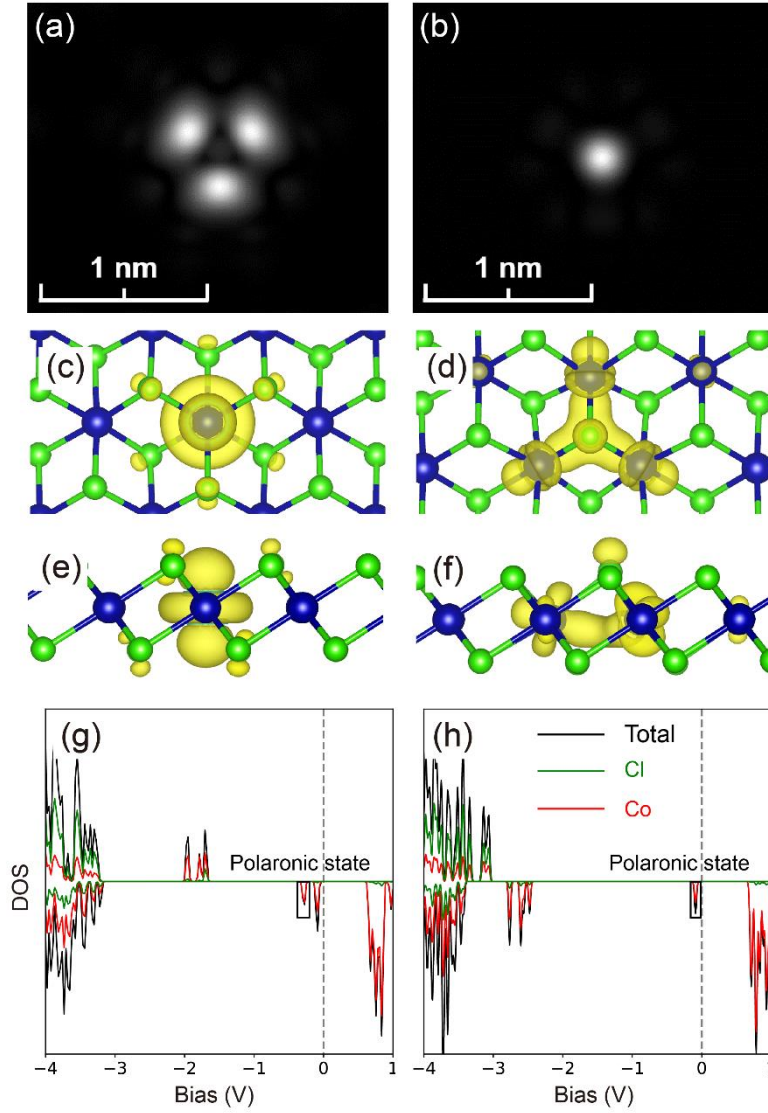 (a)
(b)
1 nm
1 nm
(c)
(d)
(e)
(f)
(g)
(h)
Total
Cl
Co
Polaronic state
Polaronic state
DOS
−4 −3 −2 −1 0 1
−4 −3 −2 −1 0 1
Bias (V)
Bias (V)